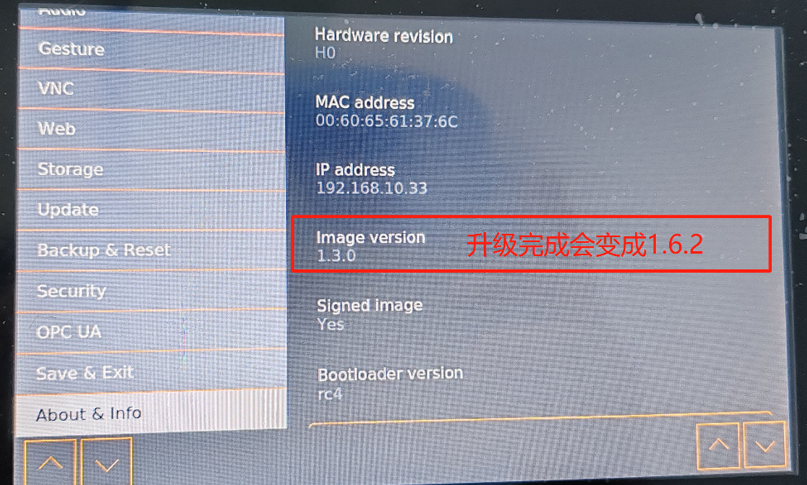 Audio
Gesture
VNC
Web
Storage
Update
Backup & Reset
Security
OPC UA
Save & Exit
About & Info
Hardware revision
H0
MAC address
00:60:65:61:37:6C
IP address
192.168.10.33
Image version
1.3.0
升级完成会变成1.6.2
Signed image
Yes
Bootloader version
rc4